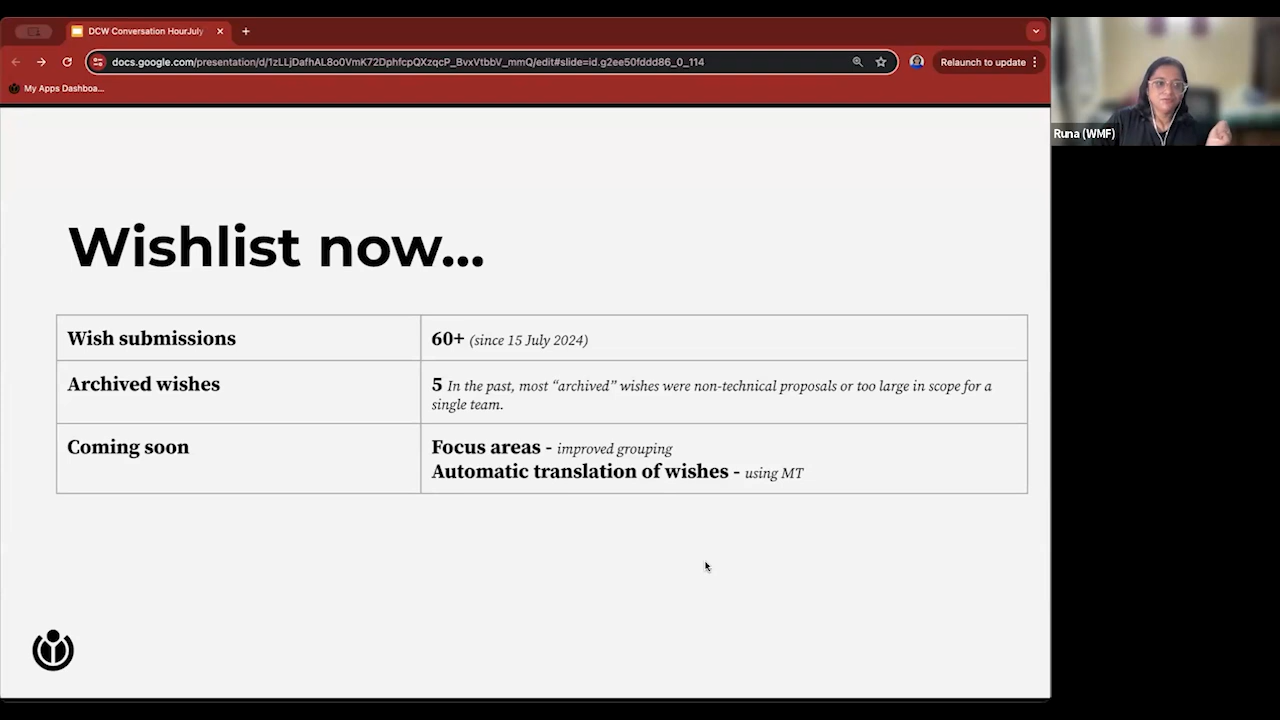 DCW Conversation HourJuly
docs.google.com/presentation/d/1zLLjDafhAL8o0VmK72DphfcpQXzqcP_BvxVtbbV_mmQ/edit#slide=id.g2ee50fddd86_0_114
Relaunch to update
My Apps Dashboa...
Runa (WMF)
Wishlist now...
Wish submissions
60+ (since 15 July 2024)
Archived wishes
5 In the past, most “archived” wishes were non-technical proposals or too large in scope for a
single team.
Coming soon
Focus areas - improved grouping
Automatic translation of wishes - using MT